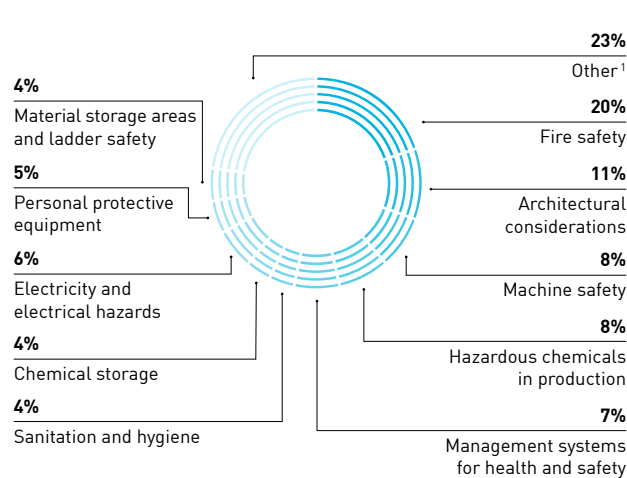 23%
Other 1
20%
Fire safety
11%
Architectural
considerations
8%
Machine safety
8%
Hazardous chemicals
in production
7%
Management systems
for health and safety
4%
Material storage areas
and ladder safety
5%
Personal protective
equipment
6%
Electricity and
electrical hazards
4%
Chemical storage
4%
Sanitation and hygiene